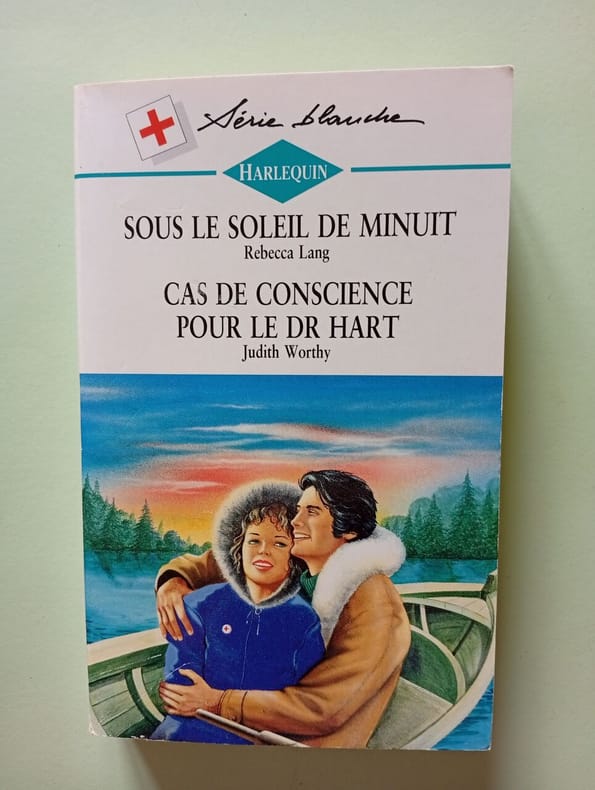 Série blanche
HARLEQUIN
SOUS LE SOLEIL DE MINUIT
Rebecca Lang
CAS DE CONSCIENCE
POUR LE DR HART
Judith Worthy